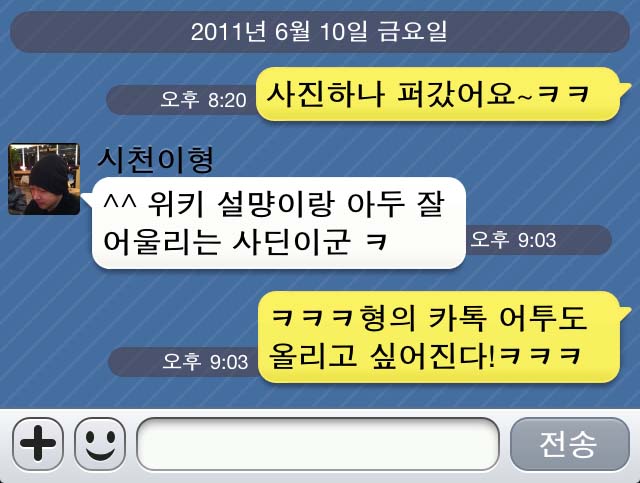 2011년 6월 10일 금요일
오후 8:20
사진하나 퍼갔어요~ㅋㅋ
시천이형
^^ 위키 설먕이랑 아두 잘
어울리는 사딘이군 ㅋ
오후 9:03
ㅋㅋㅋ형의 카톡 어투도
올리고 싶어진다!ㅋㅋㅋ
오후 9:03
전송